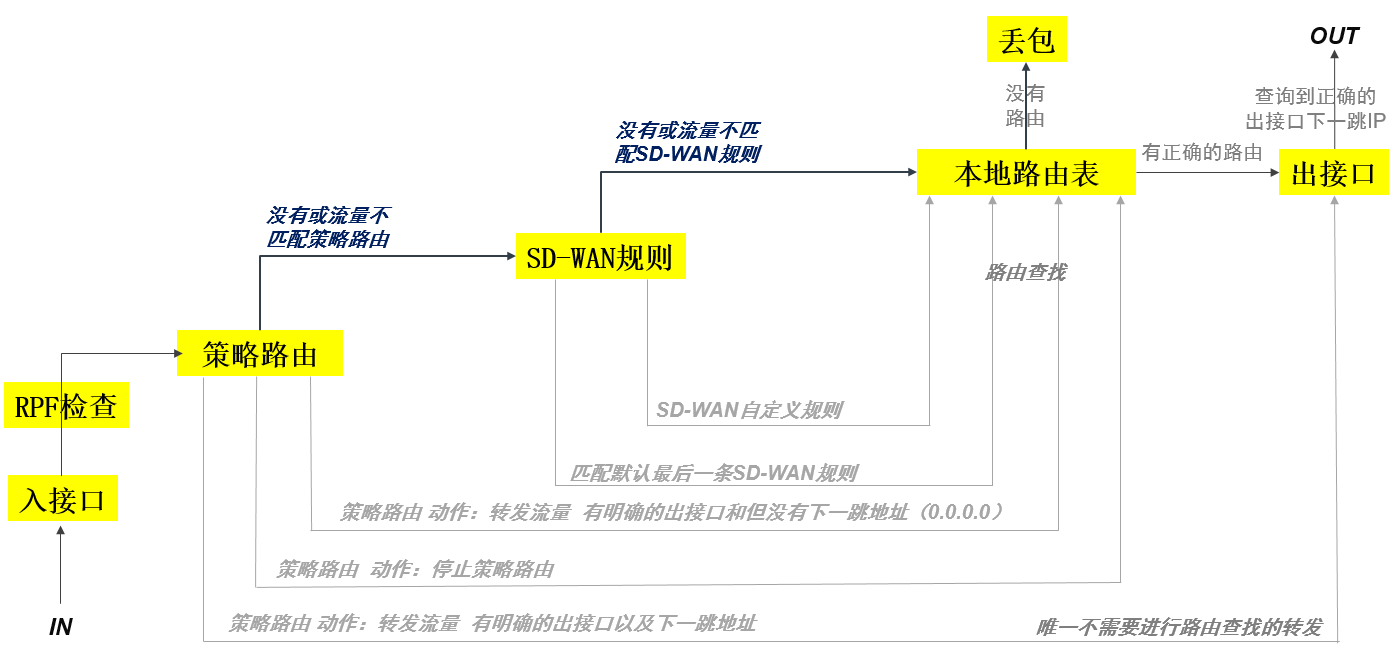 丢包
OUT
没有
路由
查询到正确的
出接口下一跳IP
没有或流量不匹
配SD-WAN规则
有正确的路由
本地路由表
出接口
没有或流量不
匹配策略路由
SD-WAN规则
路由查找
策略路由
RPF检查
SD-WAN自定义规则
匹配默认最后一条SD-WAN规则
入接口
策略路由 动作：转发流量 有明确的出接口和但没有下一跳地址（0.0.0.0）
策略路由 动作：停止策略路由
IN
策略路由 动作：转发流量 有明确的出接口以及下一跳地址
唯一不需要进行路由查找的转发